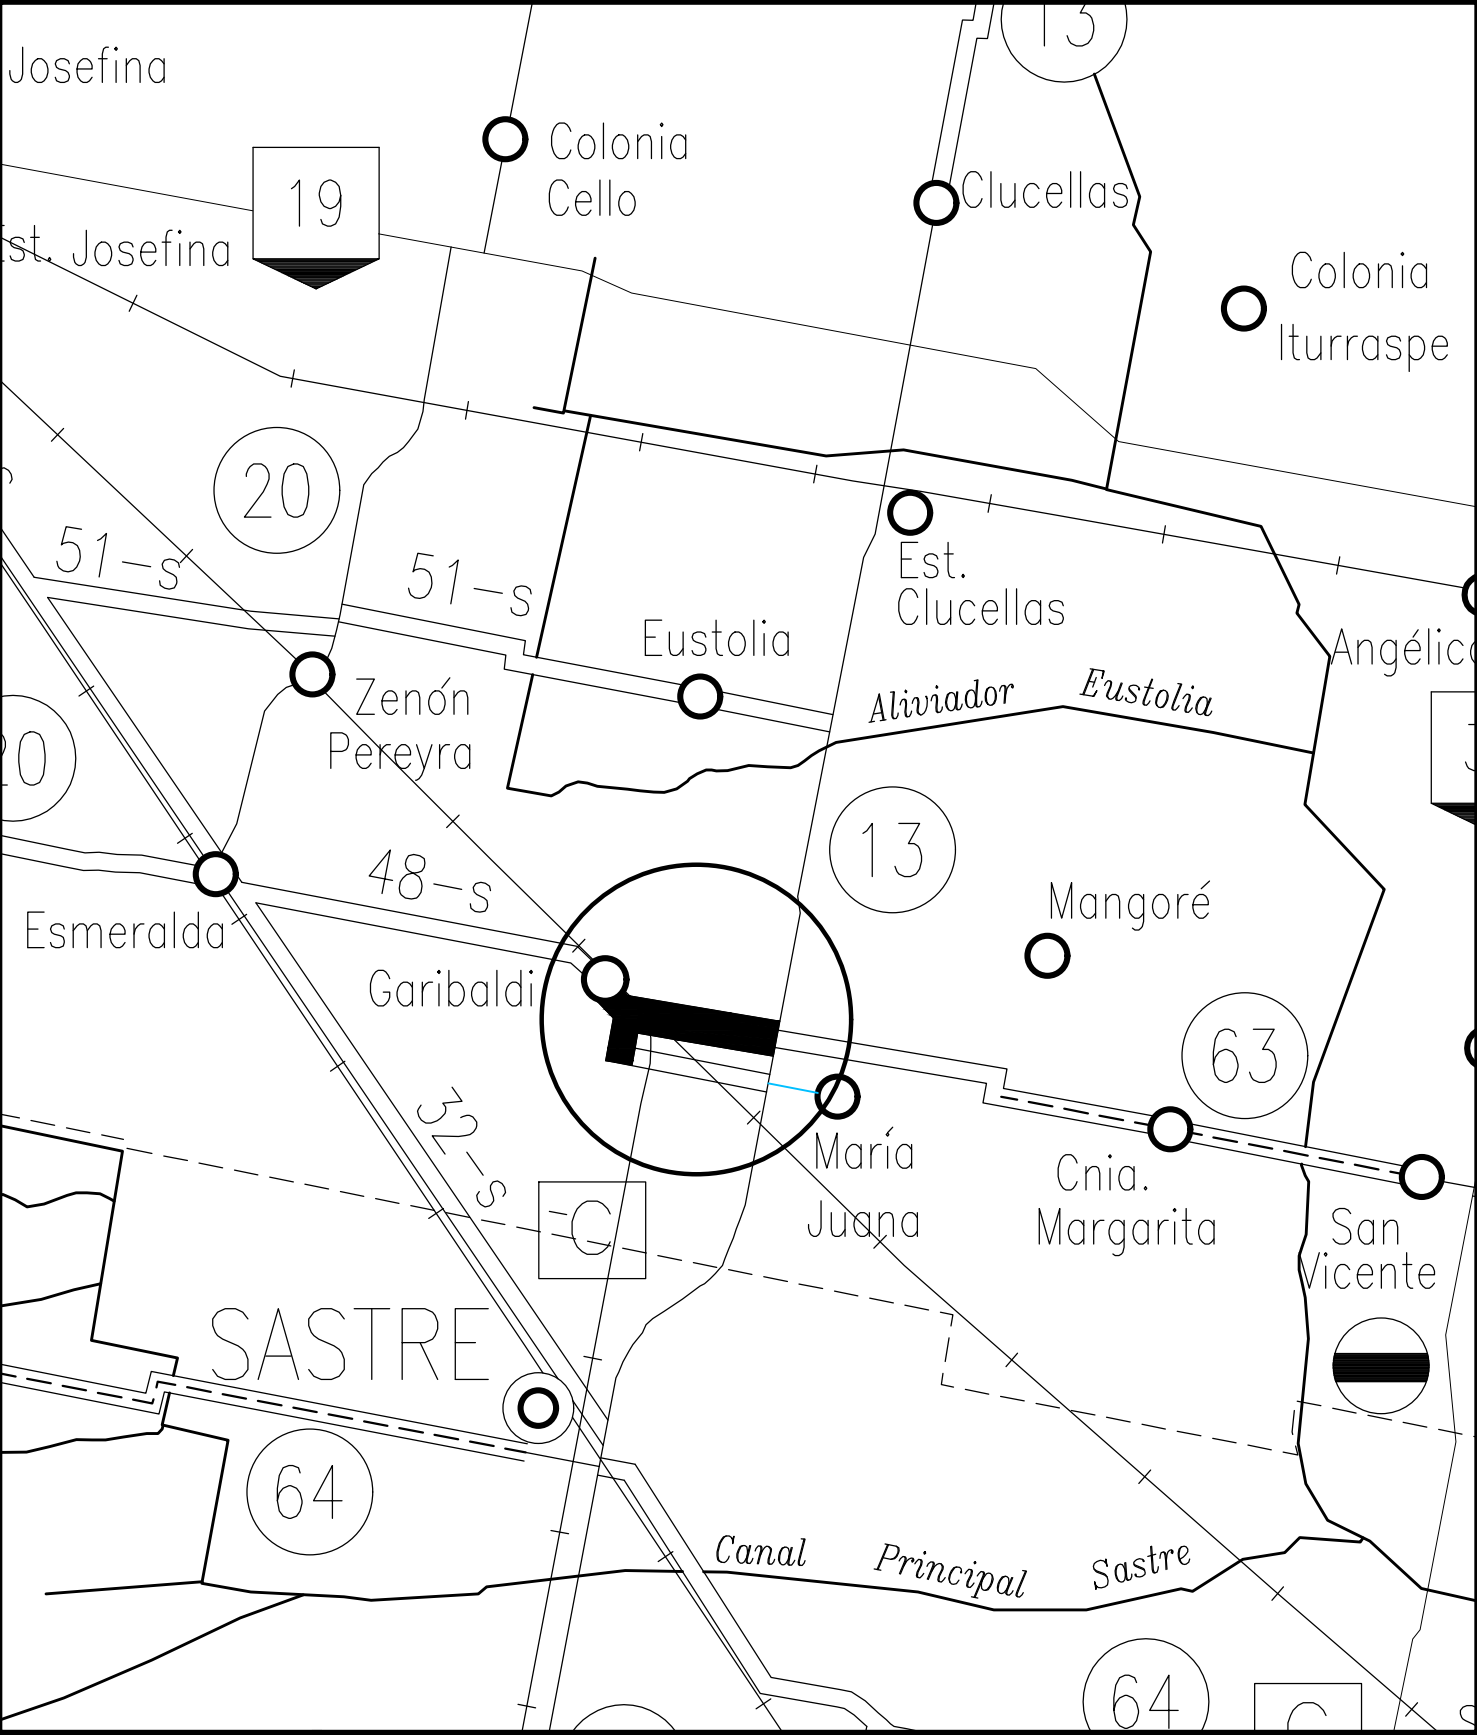 13
Josefina
Colonia
Cello
19
Clucellas
Est. Josefina
Colonia
Iturraspe
20
51-s
51-s
Est.
Clucellas
Eustolia
Zenón
Pereyra
Aliviador Eustolia
13
48-s
Mangoré
Esmeralda
Garibaldi
63
32-s
María
Juana
Cnia.
Margarita
C
San
Vicente
SASTRE
64
Canal Principal Sastre
64
C